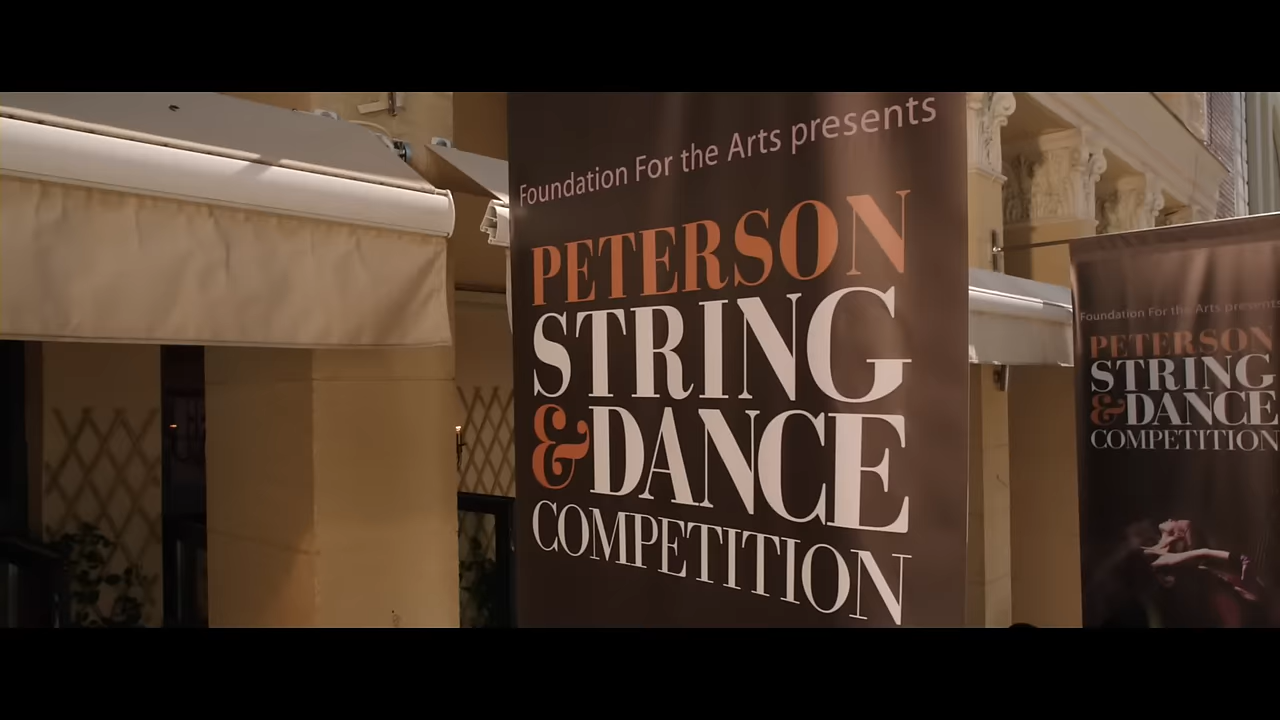 Foundation For the Arts presents
PETERSON
STRING
& DANCE
COMPETITION
Foundation For the Arts presents
PETERSON
STRING
& DANCE
COMPETITION